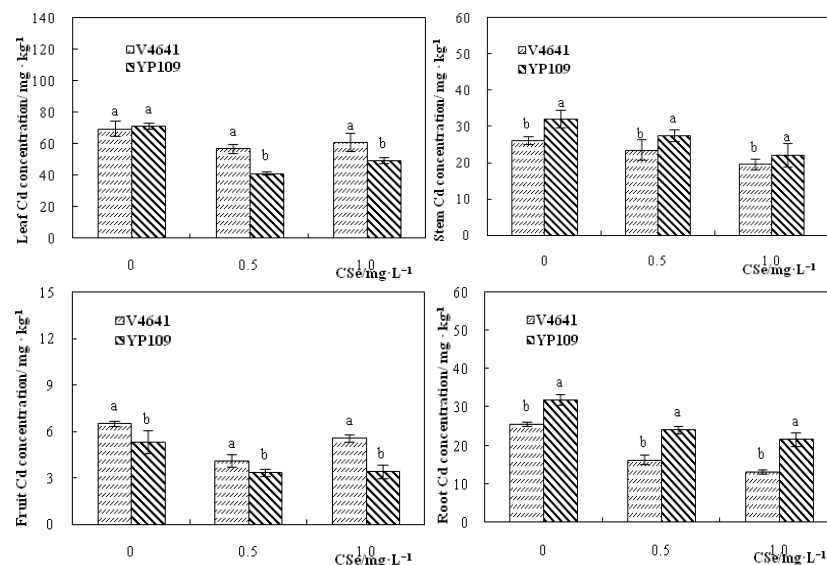 Leaf Cd concentration/ mg · kg⁻¹
140
120
100
80
60
40
20
0
V4641
YP109
a a
a b
a b
0 0.5 1.0
CSe/mg·L⁻¹
Stem Cd concentration/ mg · kg⁻¹
60
50
40
30
20
10
0
V4641
YP109
b a
b a
b a
0 0.5 1.0
CSe/mg·L⁻¹
Fruit Cd concentration/ mg · kg⁻¹
15
12
9
6
3
0
V4641
YP109
a b
a b
a b
0 0.5 1.0
CSe/mg·L⁻¹
Root Cd concentration/ mg · kg⁻¹
60
50
40
30
20
10
0
V4641
YP109
b a
b a
b a
0 0.5 1.0
CSe/mg·L⁻¹